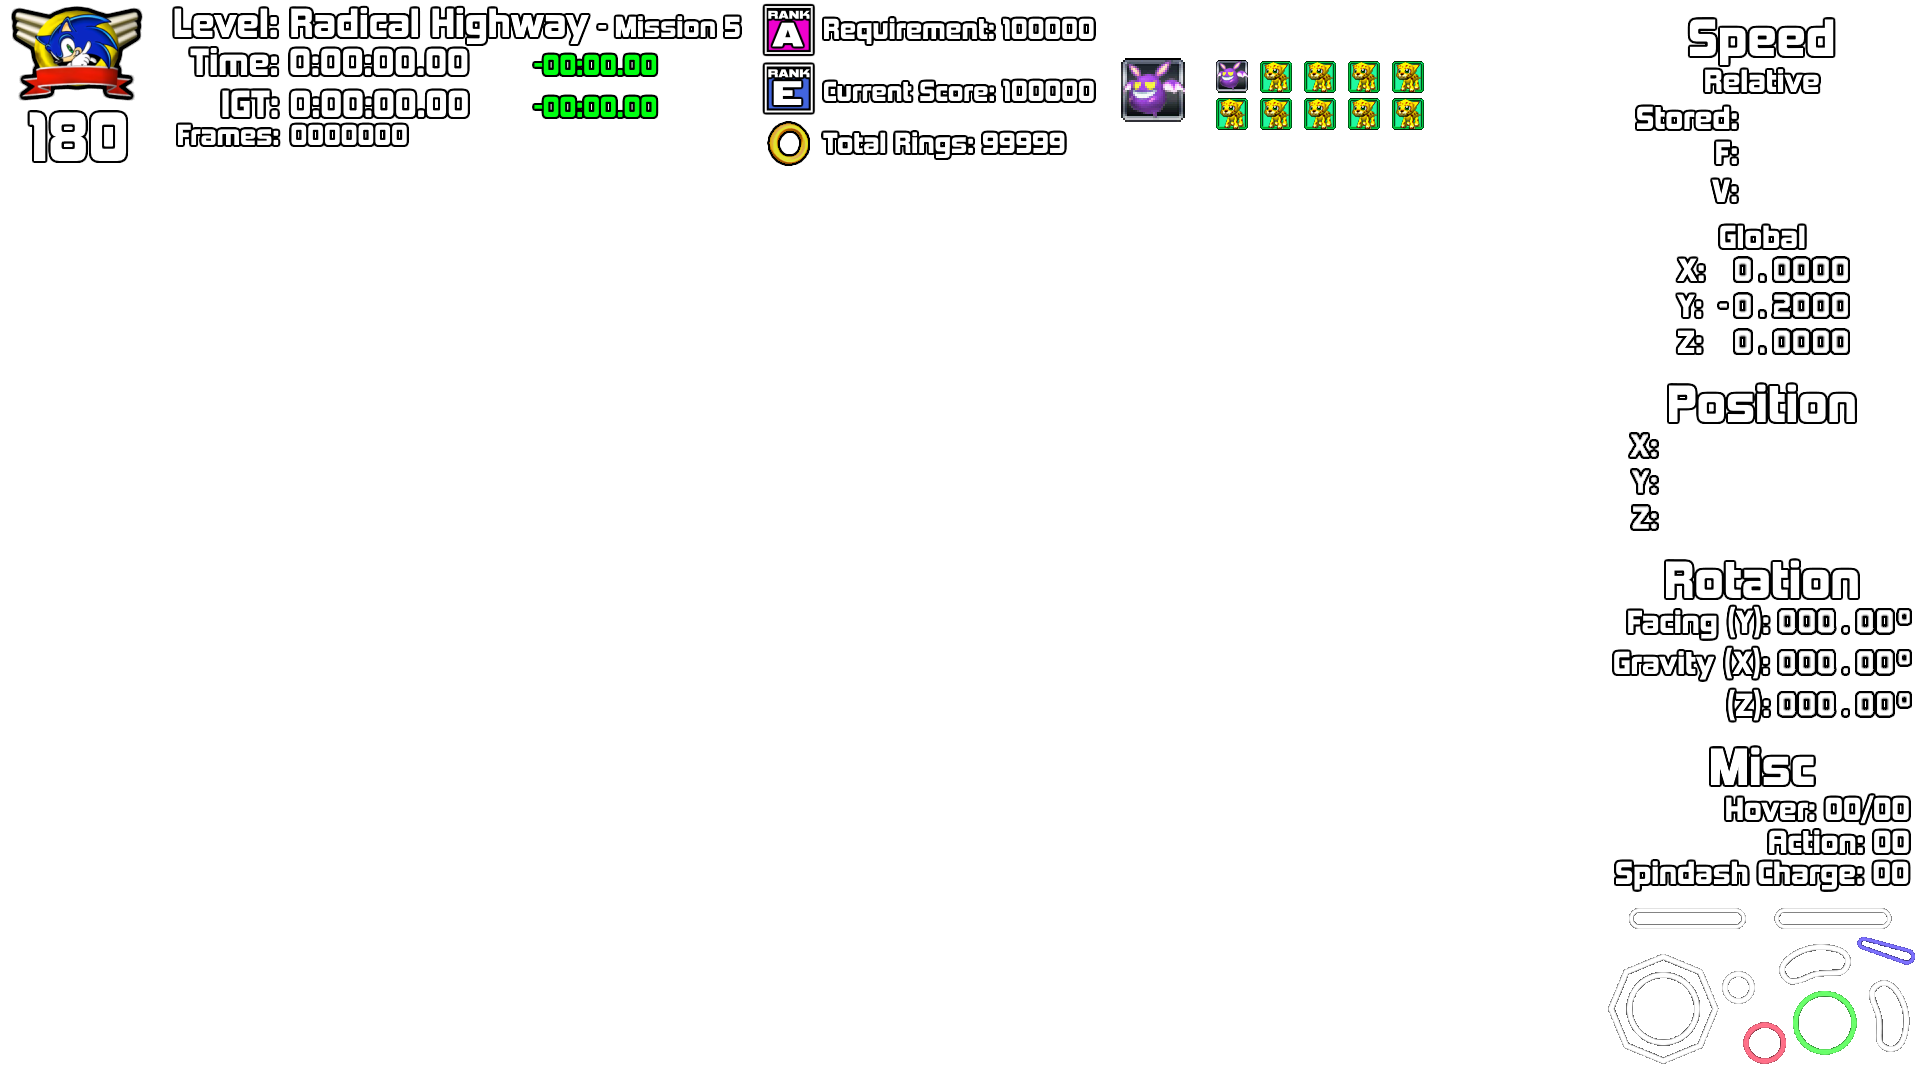 Level: Radical Highway - Mission 5
Time: 0:00:00.00 -00:00.00
IGT: 0:00:00.00 -00:00.00
Frames: 0000000
180
RANK A Requirement: 100000
RANK E Current Score: 100000
Total Rings: 99999
Speed
Relative
Stored:
F:
V:
Global
X: 0.0000
Y: -0.2000
Z: 0.0000
Position
X:
Y:
Z:
Rotation
Facing (Y): 000.00º
Gravity (X): 000.00º
(Z): 000.00º
Misc
Hover: 00/00
Action: 00
Spindash Charge: 00